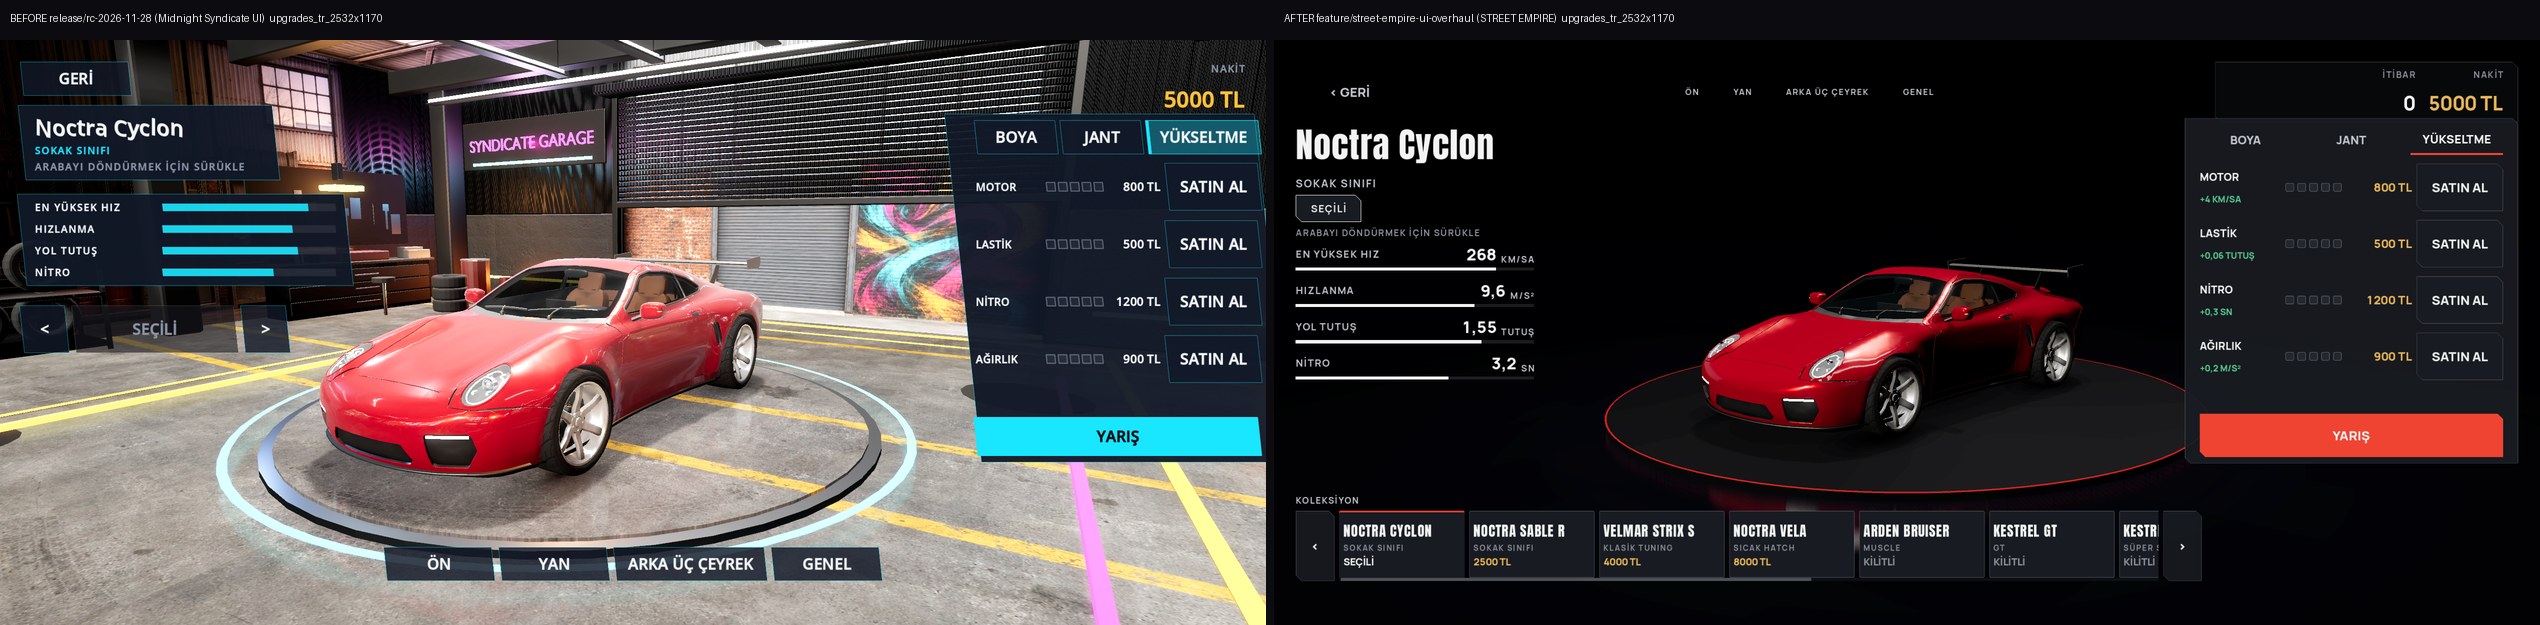 BEFORE release/rc-2026-11-28 (Midnight Syndicate UI) upgrades_tr_2532x1170
GERİ
Noctra Cyclon
SOKAK SINIFI
ARABAYI DÖNDÜRMEK İÇİN SÜRÜKLE
EN YÜKSEK HIZ
HIZLANMA
YOL TUTUŞ
NİTRO
<
SEÇİLİ
>
SYNDICATE GARAGE
NAKİT
5000 TL
BOYA JANT YÜKSELTME
MOTOR 800 TL SATIN AL
LASTİK 500 TL SATIN AL
NİTRO 1200 TL SATIN AL
AĞIRLIK 900 TL SATIN AL
YARIŞ
ÖN YAN ARKA ÜÇ ÇEYREK GENEL
AFTER feature/street-empire-ui-overhaul (STREET EMPIRE) upgrades_tr_2532x1170
‹ GERİ
ÖN YAN ARKA ÜÇ ÇEYREK GENEL
İTİBAR NAKİT
0 5000 TL
Noctra Cyclon
SOKAK SINIFI
SEÇİLİ
ARABAYI DÖNDÜRMEK İÇİN SÜRÜKLE
EN YÜKSEK HIZ 268 KM/SA
HIZLANMA 9,6 M/S²
YOL TUTUŞ 1,55 TUTUŞ
NİTRO 3,2 SN
BOYA JANT YÜKSELTME
MOTOR 800 TL SATIN AL
+4 KM/SA
LASTİK 500 TL SATIN AL
+0,06 TUTUŞ
NİTRO 1200 TL SATIN AL
+0,3 SN
AĞIRLIK 900 TL SATIN AL
+0,2 M/S²
YARIŞ
KOLEKSİYON
‹
NOCTRA CYCLON
SOKAK SINIFI
SEÇİLİ
NOCTRA SABLE R
SOKAK SINIFI
2500 TL
VELMAR STRIX S
KLASİK TUNING
4000 TL
NOCTRA VELA
SICAK HATCH
8000 TL
ARDEN BRUISER
MUSCLE
KİLİTLİ
KESTREL GT
GT
KİLİTLİ
KESTR
SÜPER S
KİLİTLİ
›